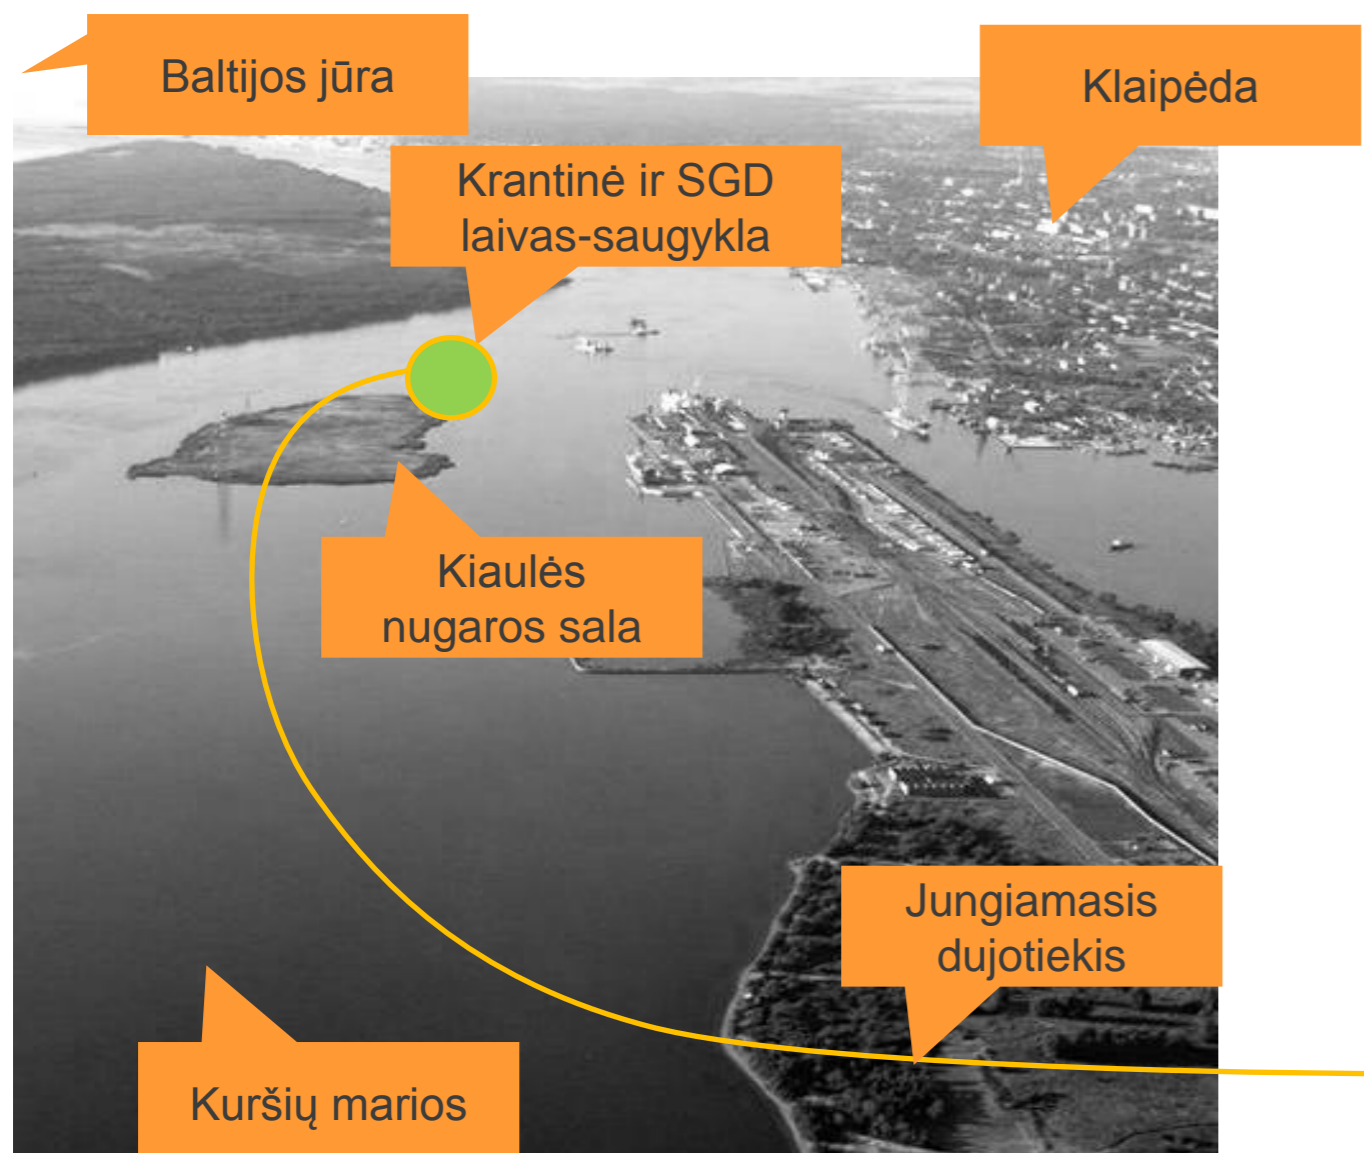 Baltijos jūra
Klaipėda
Krantinė ir SGD
laivas-saugykla
Kiaulės
nugaros sala
Jungiamasis
dujotiekis
Kuršių marios